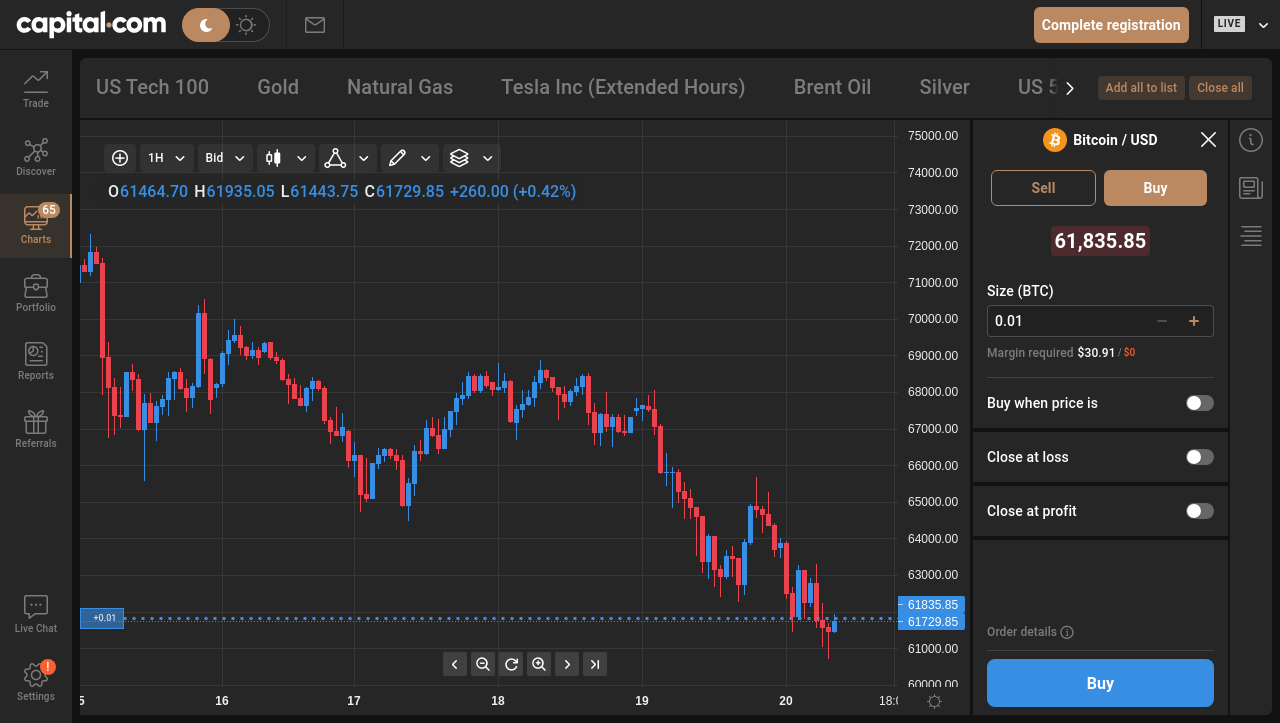 capital.com
Complete registration
LIVE
Trade
Discover
65
Charts
Portfolio
Reports
Referrals
Live Chat
!
Settings
US Tech 100 Gold Natural Gas Tesla Inc (Extended Hours) Brent Oil Silver US 5
Add all to list Close all
1H Bid
O61464.70 H61935.05 L61443.75 C61729.85 +260.00 (+0.42%)
75000.00
74000.00
73000.00
72000.00
71000.00
70000.00
69000.00
68000.00
67000.00
66000.00
65000.00
64000.00
63000.00
61835.85
61729.85
61000.00
60000.00
+0.01
5 16 17 18 19 20 18:0
Bitcoin / USD
Sell Buy
61,835.85
Size (BTC)
0.01
Margin required $30.91 / $0
Buy when price is
Close at loss
Close at profit
Order details
Buy